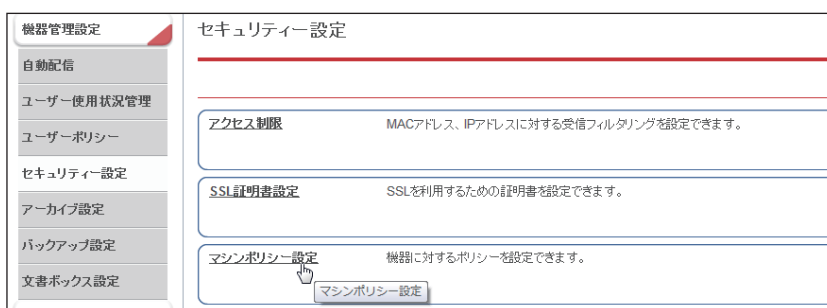 機器管理設定
自動配信
ユーザー使用状況管理
ユーザーポリシー
セキュリティー設定
アーカイブ設定
バックアップ設定
文書ボックス設定
セキュリティー設定
アクセス制限 MACアドレス、IPアドレスに対する受信フィルタリングを設定できます。
SSL証明書設定 SSLを利用するための証明書を設定できます。
マシンポリシー設定 機器に対するポリシーを設定できます。
マシンポリシー設定